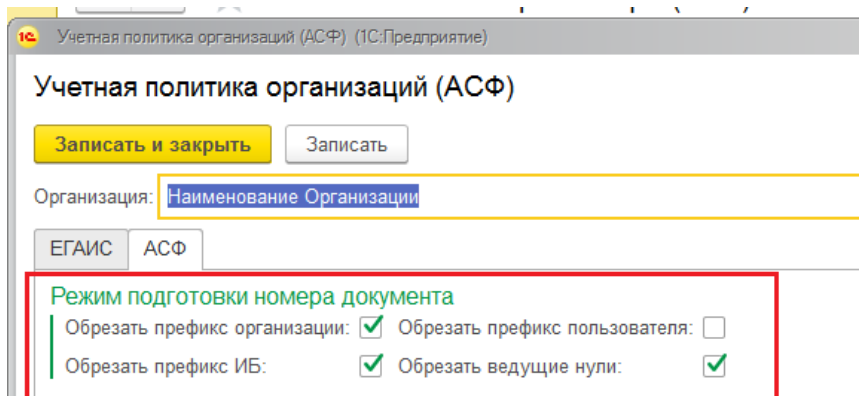 1С Учетная политика организаций (АСФ) (1С:Предприятие)
Учетная политика организаций (АСФ)
Записать и закрыть Записать
Организация: Наименование Организации
ЕГАИС АСФ
Режим подготовки номера документа
Обрезать префикс организации: Обрезать префикс пользователя:
Обрезать префикс ИБ: Обрезать ведущие нули: